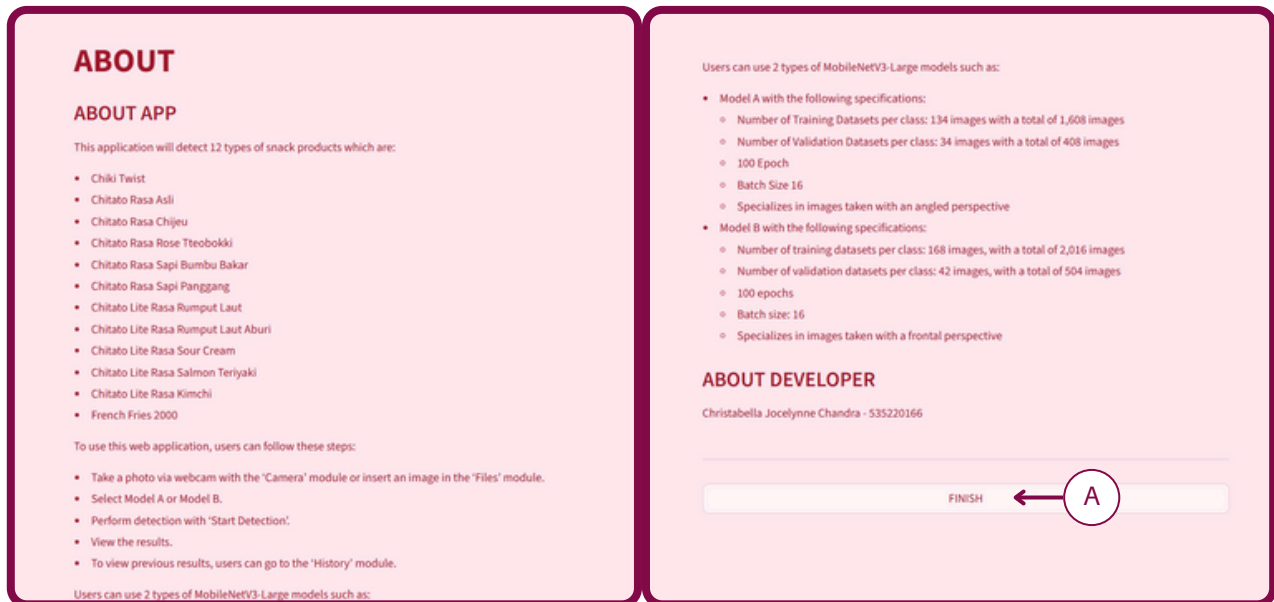 ABOUT
ABOUT APP
This application will detect 12 types of snack products which are:
• Chiki Twist
• Chitato Rasa Asli
• Chitato Rasa Chijeu
• Chitato Rasa Rose Tteobokki
• Chitato Rasa Sapi Bumbu Bakar
• Chitato Rasa Sapi Panggang
• Chitato Lite Rasa Rumput Laut
• Chitato Lite Rasa Rumput Laut Aburi
• Chitato Lite Rasa Sour Cream
• Chitato Lite Rasa Salmon Teriyaki
• Chitato Lite Rasa Kimchi
• French Fries 2000
To use this web application, users can follow these steps:
• Take a photo via webcam with the 'Camera' module or insert an image in the 'Files' module.
• Select Model A or Model B.
• Perform detection with 'Start Detection'.
• View the results.
• To view previous results, users can go to the 'History' module.
Users can use 2 types of MobileNetV3-Large models such as:
Users can use 2 types of MobileNetV3-Large models such as:
• Model A with the following specifications:
◦ Number of Training Datasets per class: 134 images with a total of 1,608 images
◦ Number of Validation Datasets per class: 34 images with a total of 408 images
◦ 100 Epoch
◦ Batch Size 16
◦ Specializes in images taken with an angled perspective
• Model B with the following specifications:
◦ Number of training datasets per class: 168 images, with a total of 2,016 images
◦ Number of validation datasets per class: 42 images, with a total of 504 images
◦ 100 epochs
◦ Batch size: 16
◦ Specializes in images taken with a frontal perspective
ABOUT DEVELOPER
Christabella Jocelynne Chandra - 535220166
FINISH
A